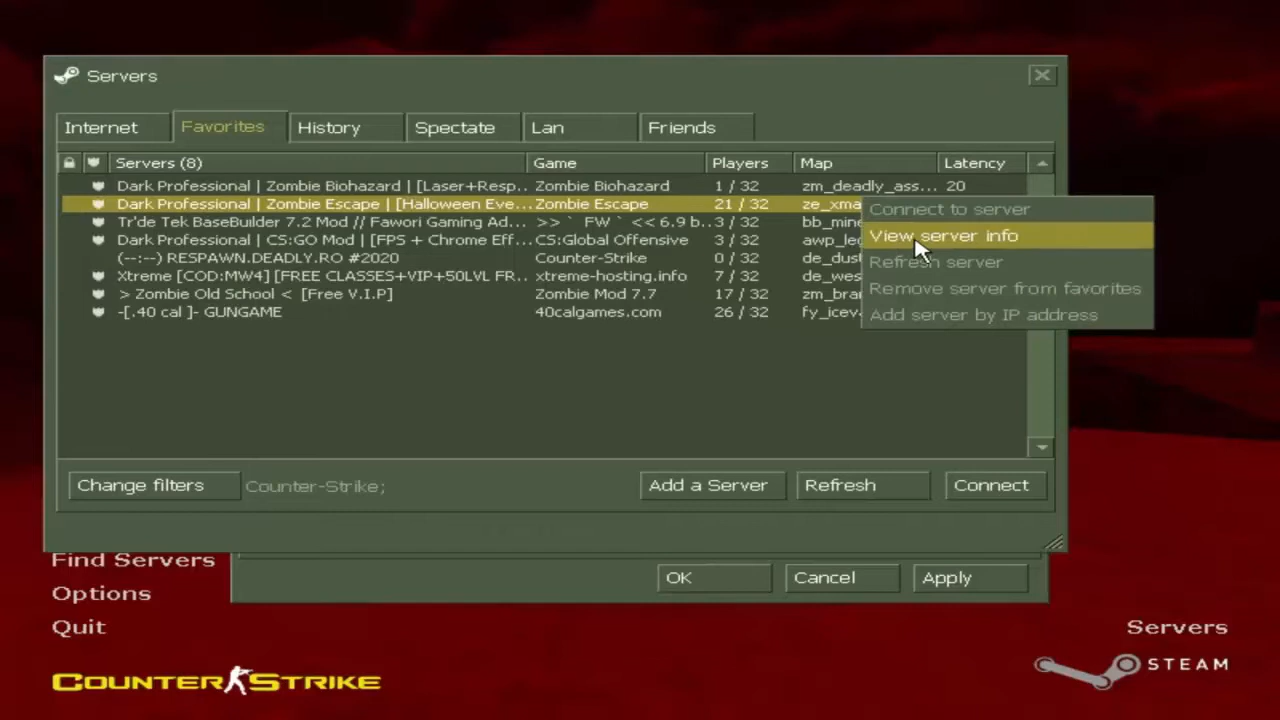 Servers
Internet Favorites History Spectate Lan Friends
Servers (8) Game Players Map Latency
Dark Professional | Zombie Biohazard | [Laser+Resp... Zombie Biohazard 1 / 32 zm_deadly_ass... 20
Dark Professional | Zombie Escape | [Halloween Eve... Zombie Escape 21 / 32 ze_xma
Tr'de Tek BaseBuilder 7.2 Mod // Fawori Gaming Ad... >> ` FW ` << 6.9 b.. 3 / 32 bb_mine
Dark Professional | CS:GO Mod | [FPS + Chrome Eff... CS:Global Offensive 3 / 32
(--:--) RESPAWN.DEADLY.RO #2020 Counter-Strike 0 / 32 de_dust
Xtreme [COD:MW4] [FREE CLASSES+VIP+50LVL FR... xtreme-hosting.info 7 / 32 de_wes
> Zombie Old School < [Free V.I.P] Zombie Mod 7.7 17 / 32
-[.40 cal ]- GUNGAME 40calgames.com 26 / 32
Connect to server
View server info
Refresh server
Remove server from favorites
Add server by IP address
Change filters Counter-Strike; Add a Server Refresh Connect
OK Cancel Apply
Find Servers
Options
Quit
Servers
COUNTER STRIKE
STEAM